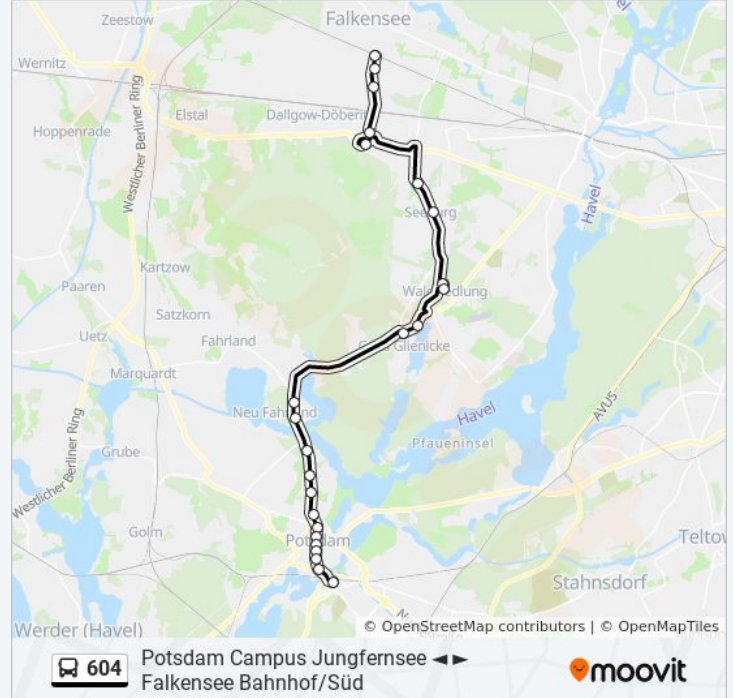 Zeestow
Falkensee
Wernitz
Westlicher Berliner Ring
Elstal
Dallgow-Döberitz
Hoppenrade
Havel
Seeburg
Kartzow
Paaren
Waldsiedlung
Satzkorn
Uetz
Fahrland
Groß Glienicke
Marquardt
AVUS
Neu Fahrland
Havel
Pfaueninsel
Grube
Westlicher Berliner Ring
Golm
Potsdam
Teltow
Stahnsdorf
Werder (Havel)
© OpenStreetMap contributors | © OpenMapTiles
604
Potsdam Campus Jungfernsee ◄►
Falkensee Bahnhof/Süd
moovit